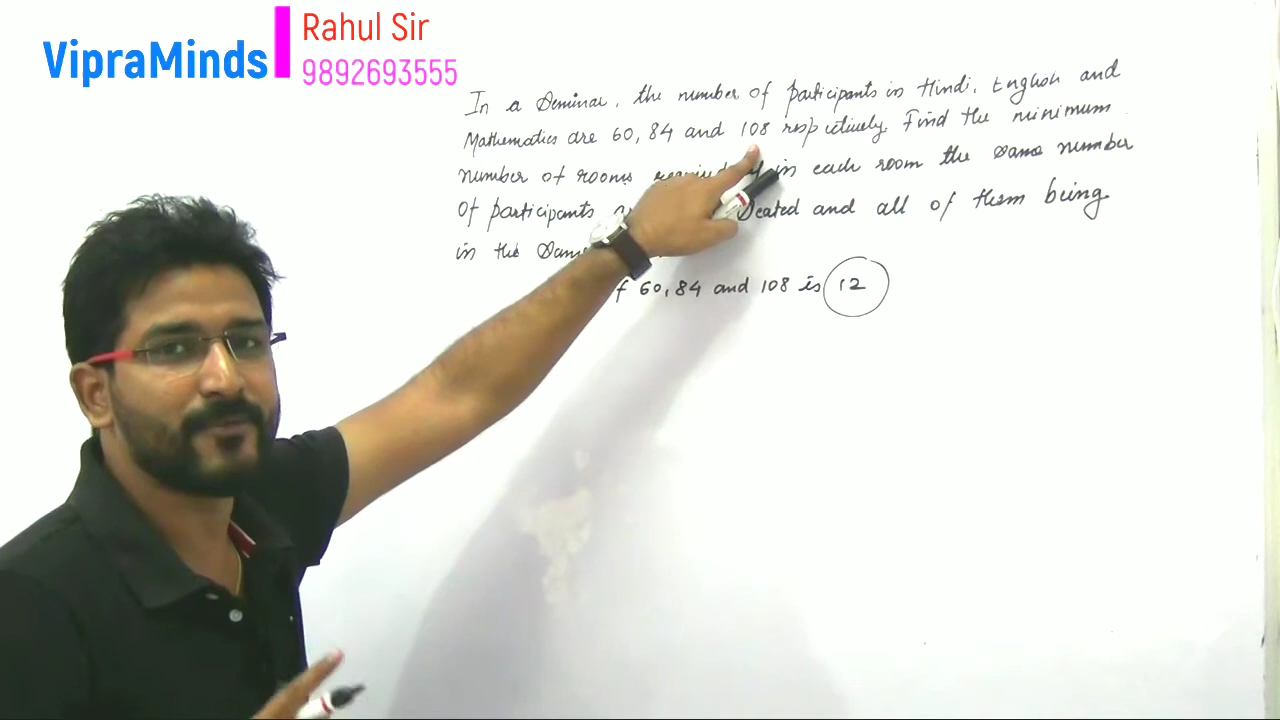 VipraMinds
Rahul Sir
9892693555
In a Seminar, the number of participants in Hindi, English and
Mathematics are 60, 84 and 108 respectively. Find the minimum
number of rooms in each room the same number
of participants seated and all of them being
in the
60, 84 and 108 is 12